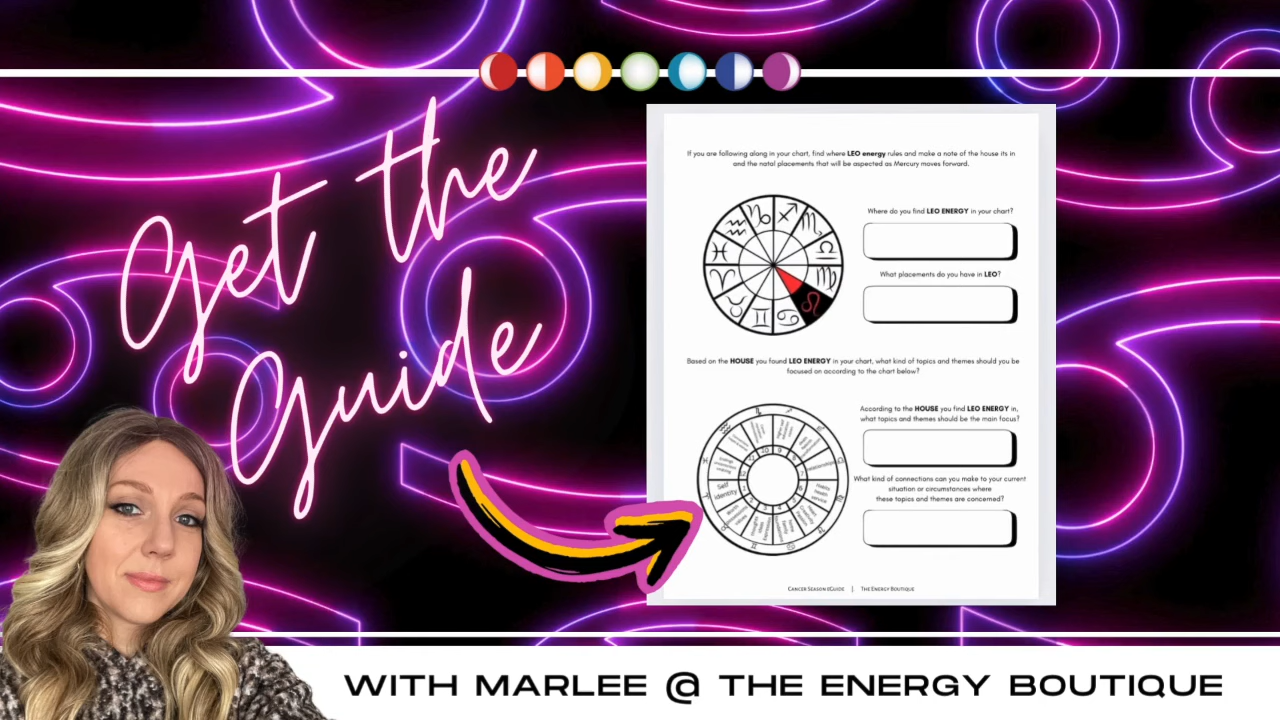 Get the
Guide
If you are following along in your chart, find where LEO energy rules and make a note of the house its in
and the natal placements that will be aspected as Mercury moves forward.
Where do you find LEO ENERGY in your chart?
What placements do you have in LEO?
Based on the HOUSE you found LEO ENERGY in your chart, what kind of topics and themes should you be
focused on according to the chart below?
According to the HOUSE you find LEO ENERGY in,
what topics and themes should be the main focus?
What kind of connections can you make to your current
situation or circumstances where
these topics and themes are concerned?
Self
Identity
Relationships
Habits
health
service
Cancer Season eGuide | The Energy Boutique
WITH MARLEE @ THE ENERGY BOUTIQUE